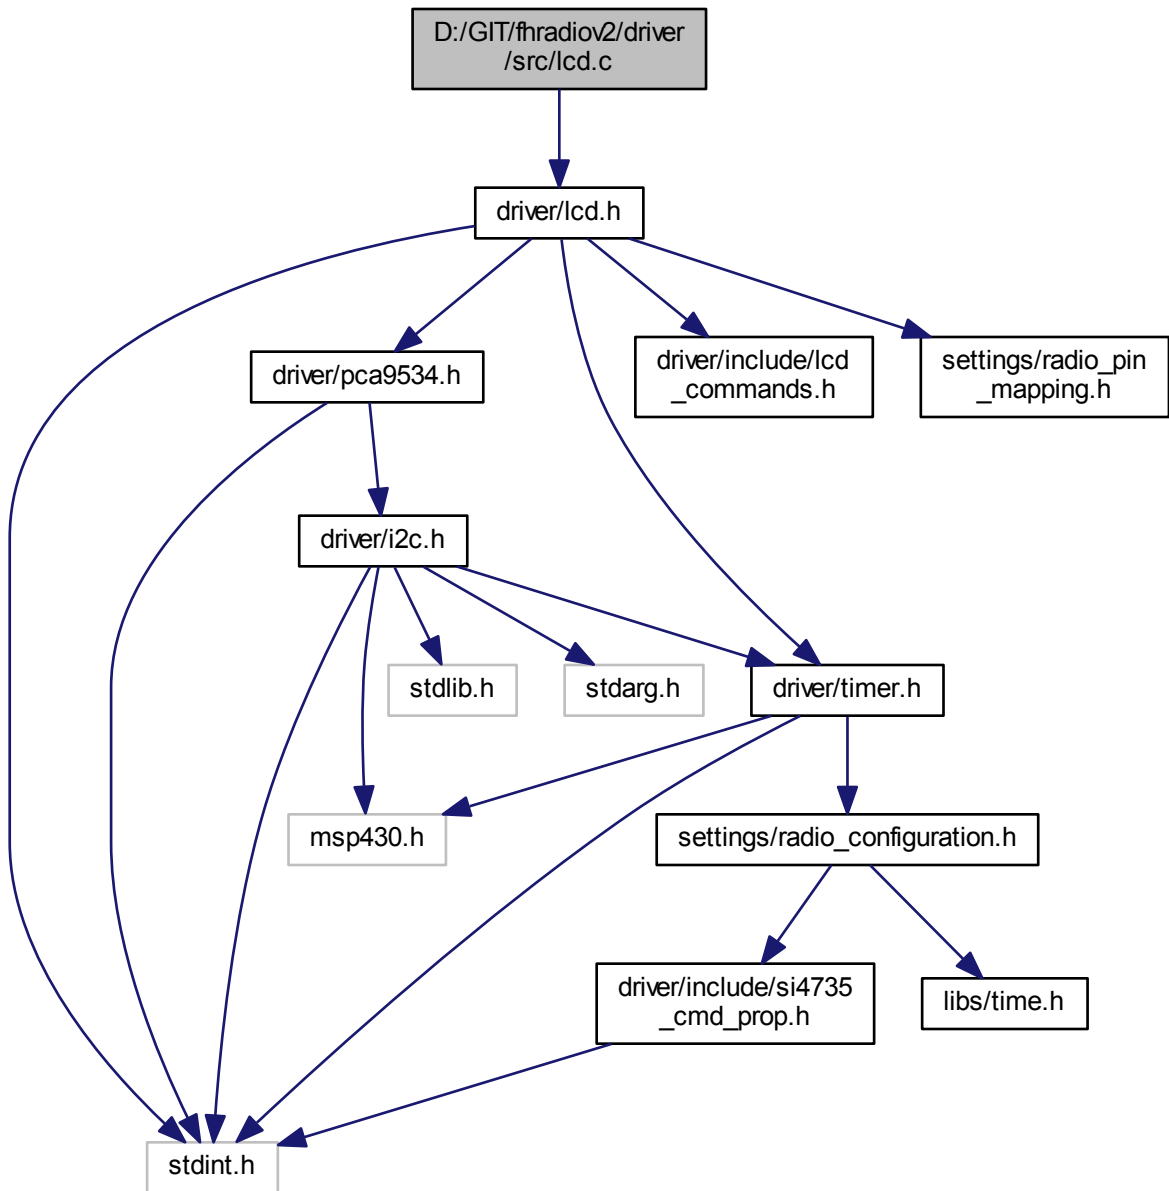 D:/GIT/fhradiov2/driver
/src/lcd.c
driver/lcd.h
driver/pca9534.h
driver/include/lcd
_commands.h
settings/radio_pin
_mapping.h
driver/i2c.h
stdlib.h
stdarg.h
driver/timer.h
msp430.h
settings/radio_configuration.h
driver/include/si4735
_cmd_prop.h
libs/time.h
stdint.h